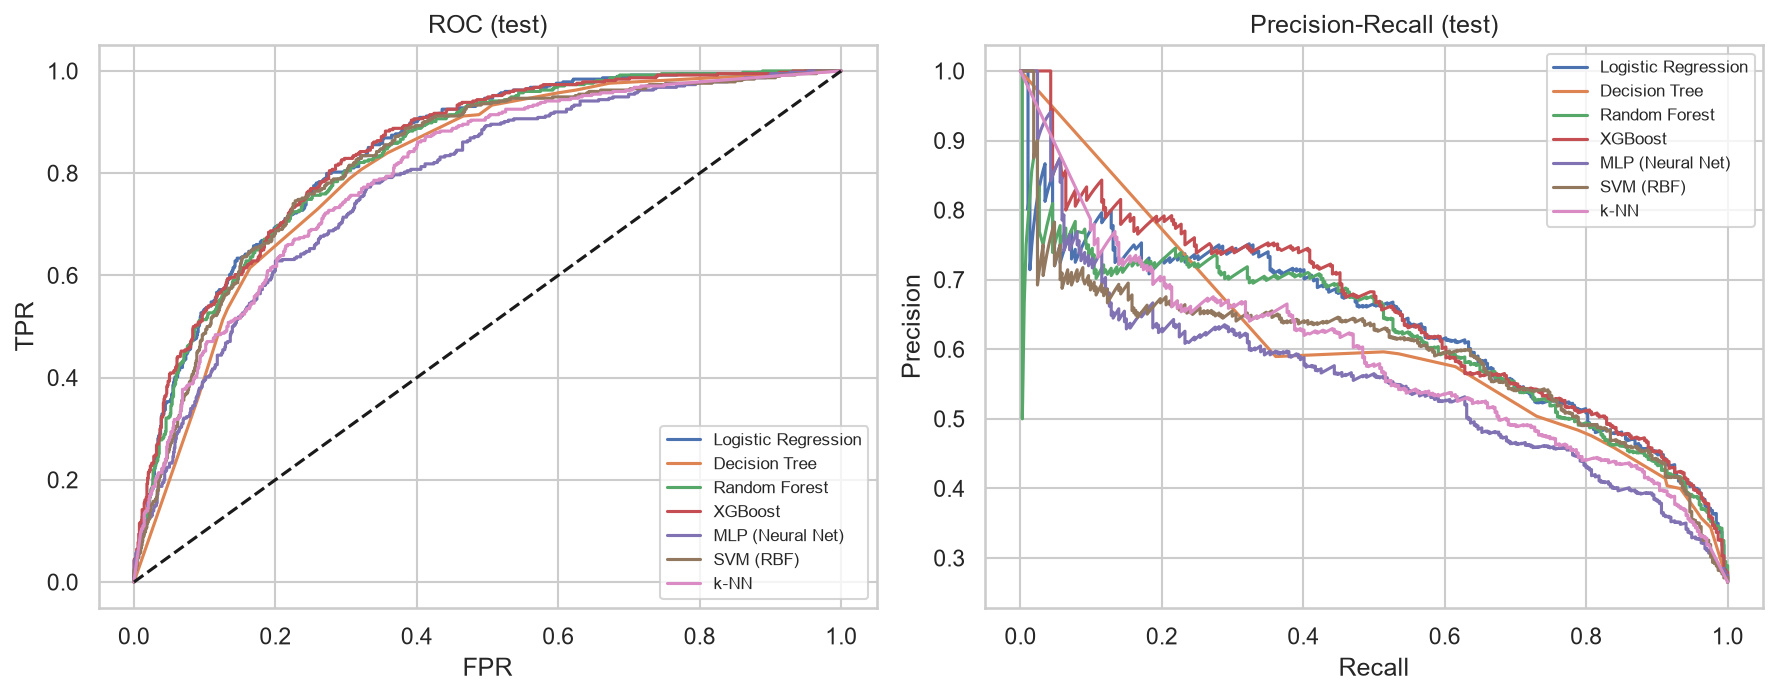 ROC (test)
1.0
0.8
0.6
0.4
0.2
0.0
TPR
0.0 0.2 0.4 0.6 0.8 1.0
FPR
Logistic Regression
Decision Tree
Random Forest
XGBoost
MLP (Neural Net)
SVM (RBF)
k-NN
Precision-Recall (test)
1.0
0.9
0.8
0.7
0.6
0.5
0.4
0.3
Precision
0.0 0.2 0.4 0.6 0.8 1.0
Recall
Logistic Regression
Decision Tree
Random Forest
XGBoost
MLP (Neural Net)
SVM (RBF)
k-NN